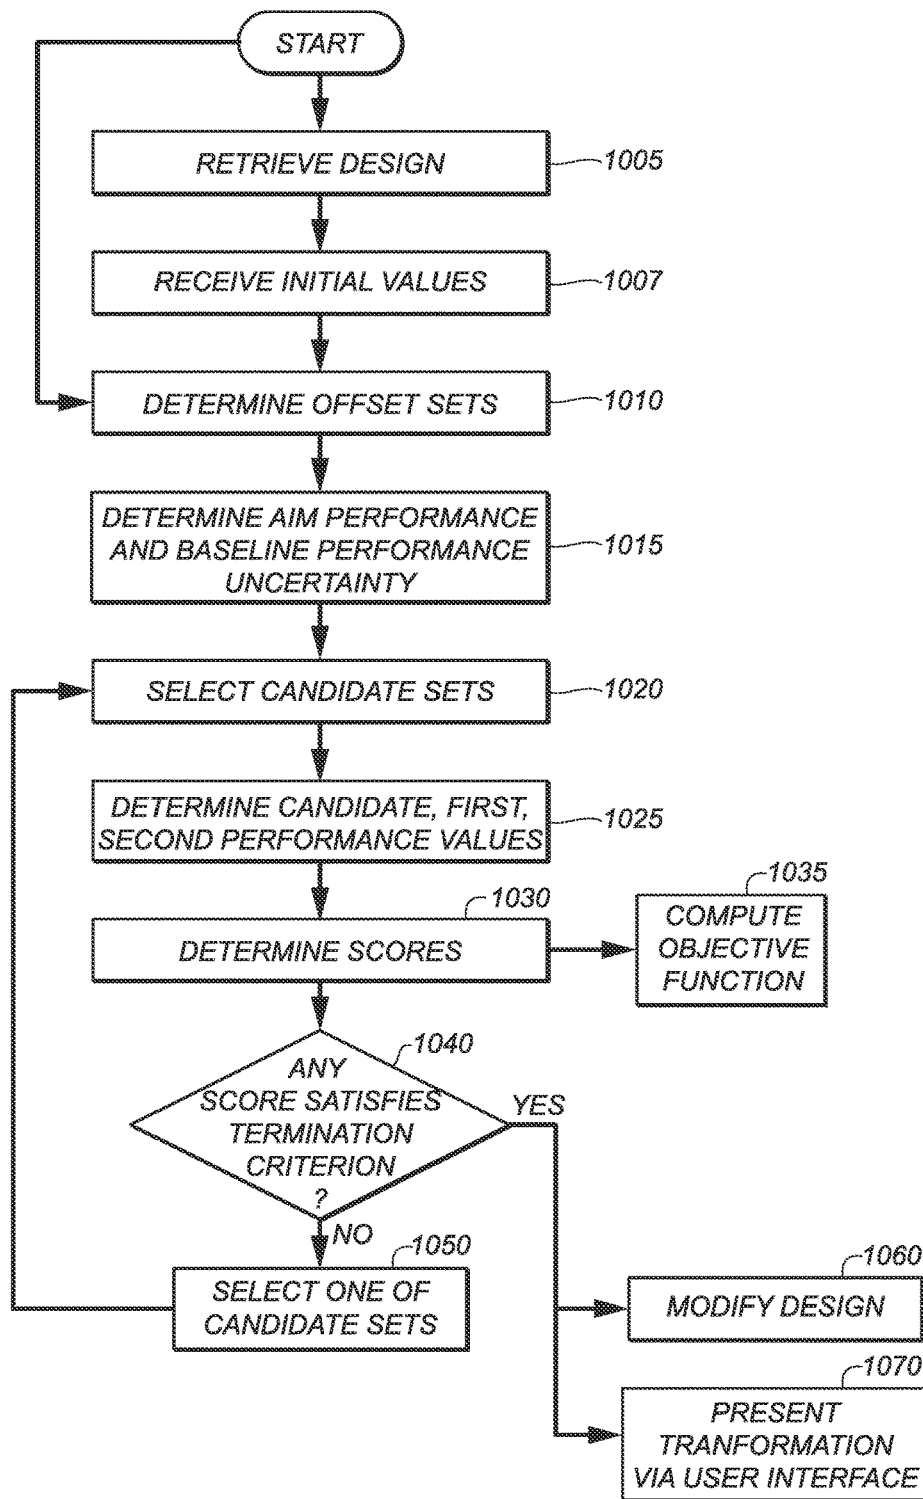 START
RETRIEVE DESIGN
1005
RECEIVE INITIAL VALUES
1007
DETERMINE OFFSET SETS
1010
DETERMINE AIM PERFORMANCE
AND BASELINE PERFORMANCE
UNCERTAINTY
1015
SELECT CANDIDATE SETS
1020
DETERMINE CANDIDATE, FIRST,
SECOND PERFORMANCE VALUES
1025
1030
DETERMINE SCORES
1035
COMPUTE
OBJECTIVE
FUNCTION
1040
ANY
SCORE SATISFIES
TERMINATION
CRITERION
?
YES
NO
1050
SELECT ONE OF
CANDIDATE SETS
1060
MODIFY DESIGN
1070
PRESENT
TRANFORMATION
VIA USER INTERFACE